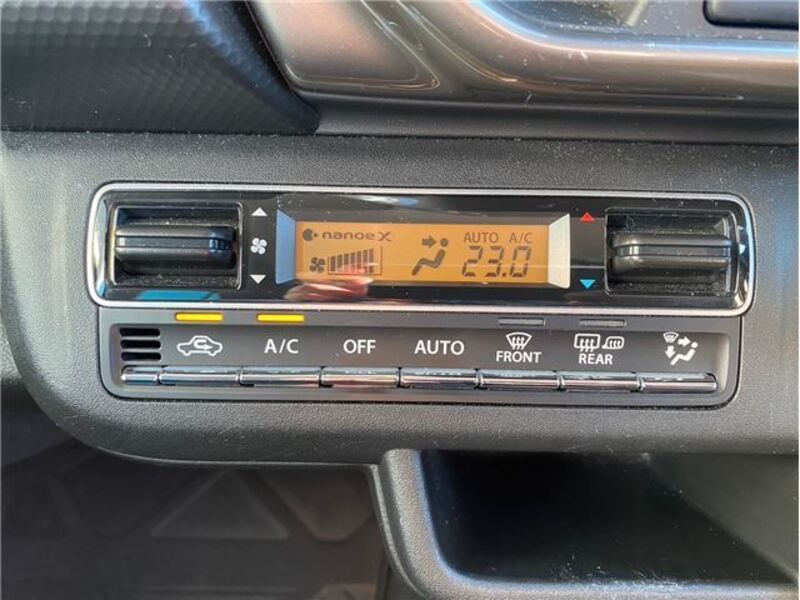 nanoe X
AUTO A/C
23.0
A/C OFF AUTO FRONT REAR